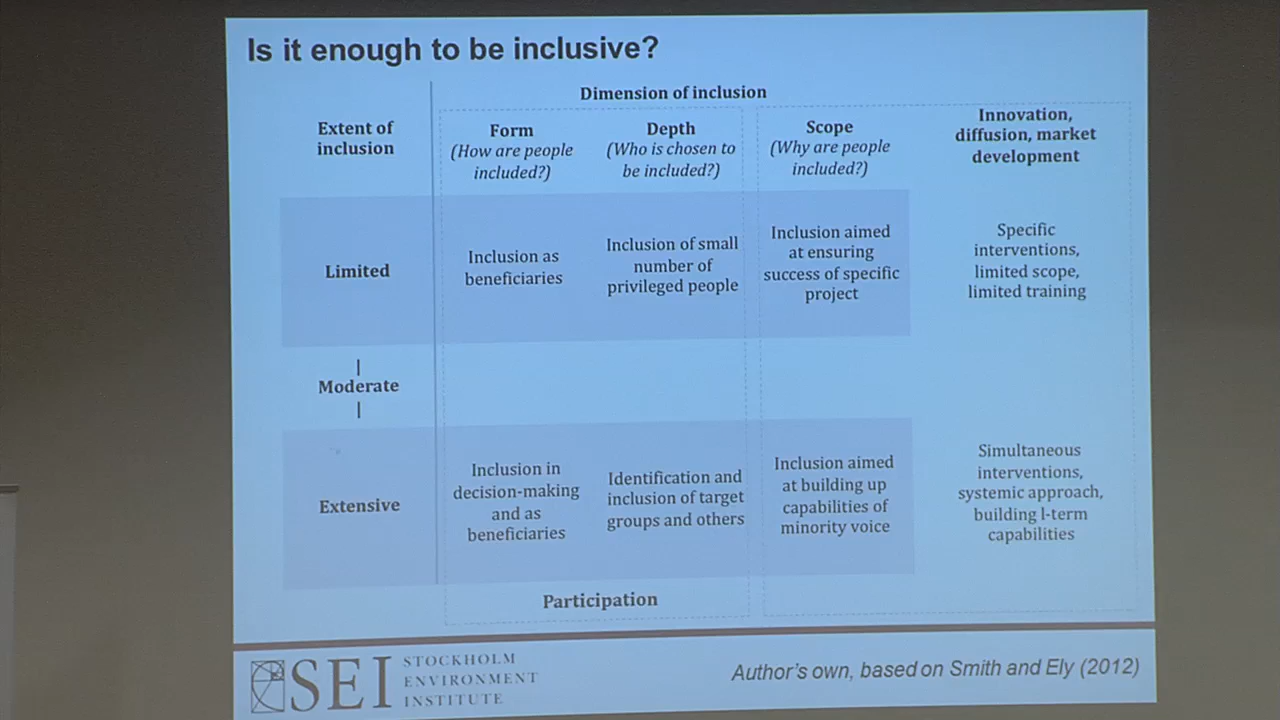 Is it enough to be inclusive?
Dimension of inclusion
Extent of
inclusion
Form
(How are people
included?)
Depth
(Who is chosen to
be included?)
Scope
(Why are people
included?)
Innovation,
diffusion, market
development
Limited
Inclusion as
beneficiaries
Inclusion of small
number of
privileged people
Inclusion aimed
at ensuring
success of specific
project
Specific
interventions,
limited scope,
limited training
|
Moderate
|
Extensive
Inclusion in
decision-making
and as
beneficiaries
Identification and
inclusion of target
groups and others
Inclusion aimed
at building up
capabilities of
minority voice
Simultaneous
interventions,
systemic approach,
building l-term
capabilities
Participation
SEI
STOCKHOLM
ENVIRONMENT
INSTITUTE
Author's own, based on Smith and Ely (2012)